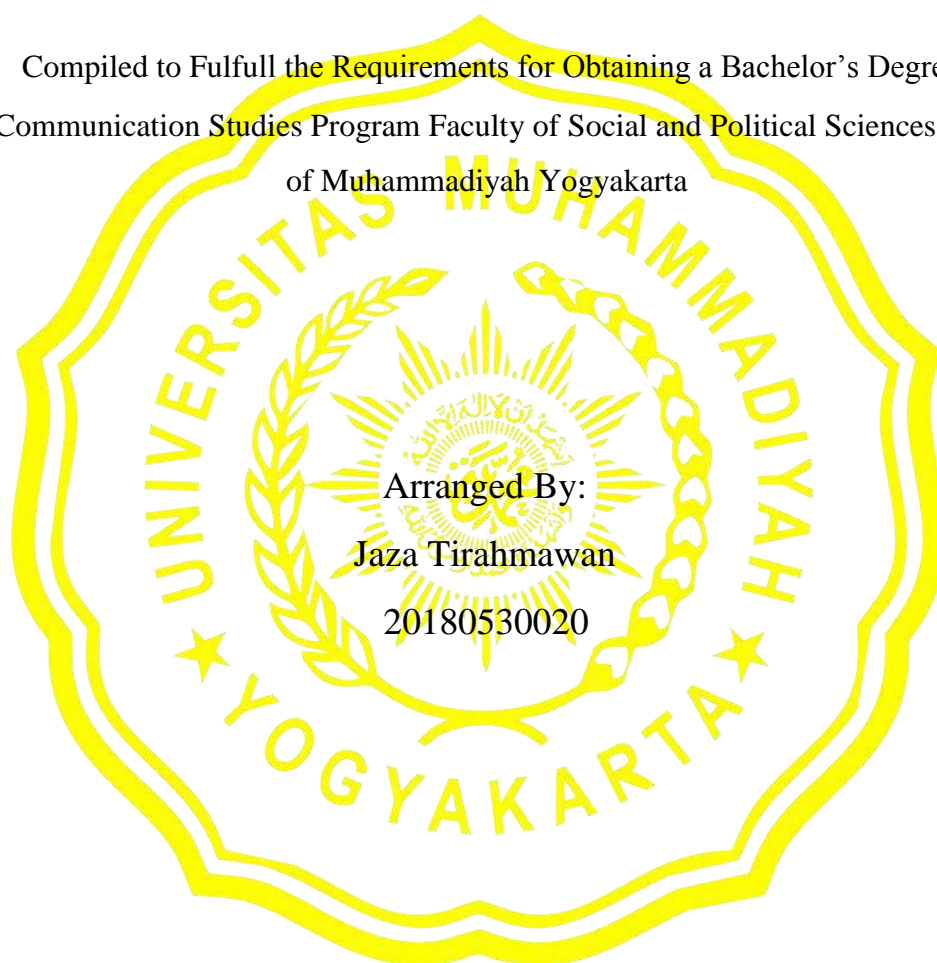 Compiled to Fulfull the Requirements for Obtaining a Bachelor’s Degre
Communication Studies Program Faculty of Social and Political Sciences
of Muhammadiyah Yogyakarta
UNIVERSITAS MUHAMMADIYAH
Arranged By:
Jaza Tirahmawan
20180530020
★ YOGYAKARTA ★